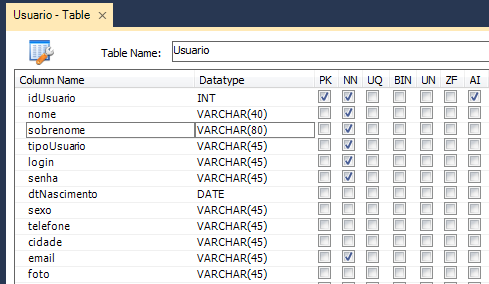 Usuario - Table ×
Table Name: Usuario
Column Name Datatype PK NN UQ BIN UN ZF AI
idUsuario INT
nome VARCHAR(40)
sobrenome VARCHAR(80)
tipoUsuario VARCHAR(45)
login VARCHAR(45)
senha VARCHAR(45)
dtNascimento DATE
sexo VARCHAR(45)
telefone VARCHAR(45)
cidade VARCHAR(45)
email VARCHAR(45)
foto VARCHAR(45)